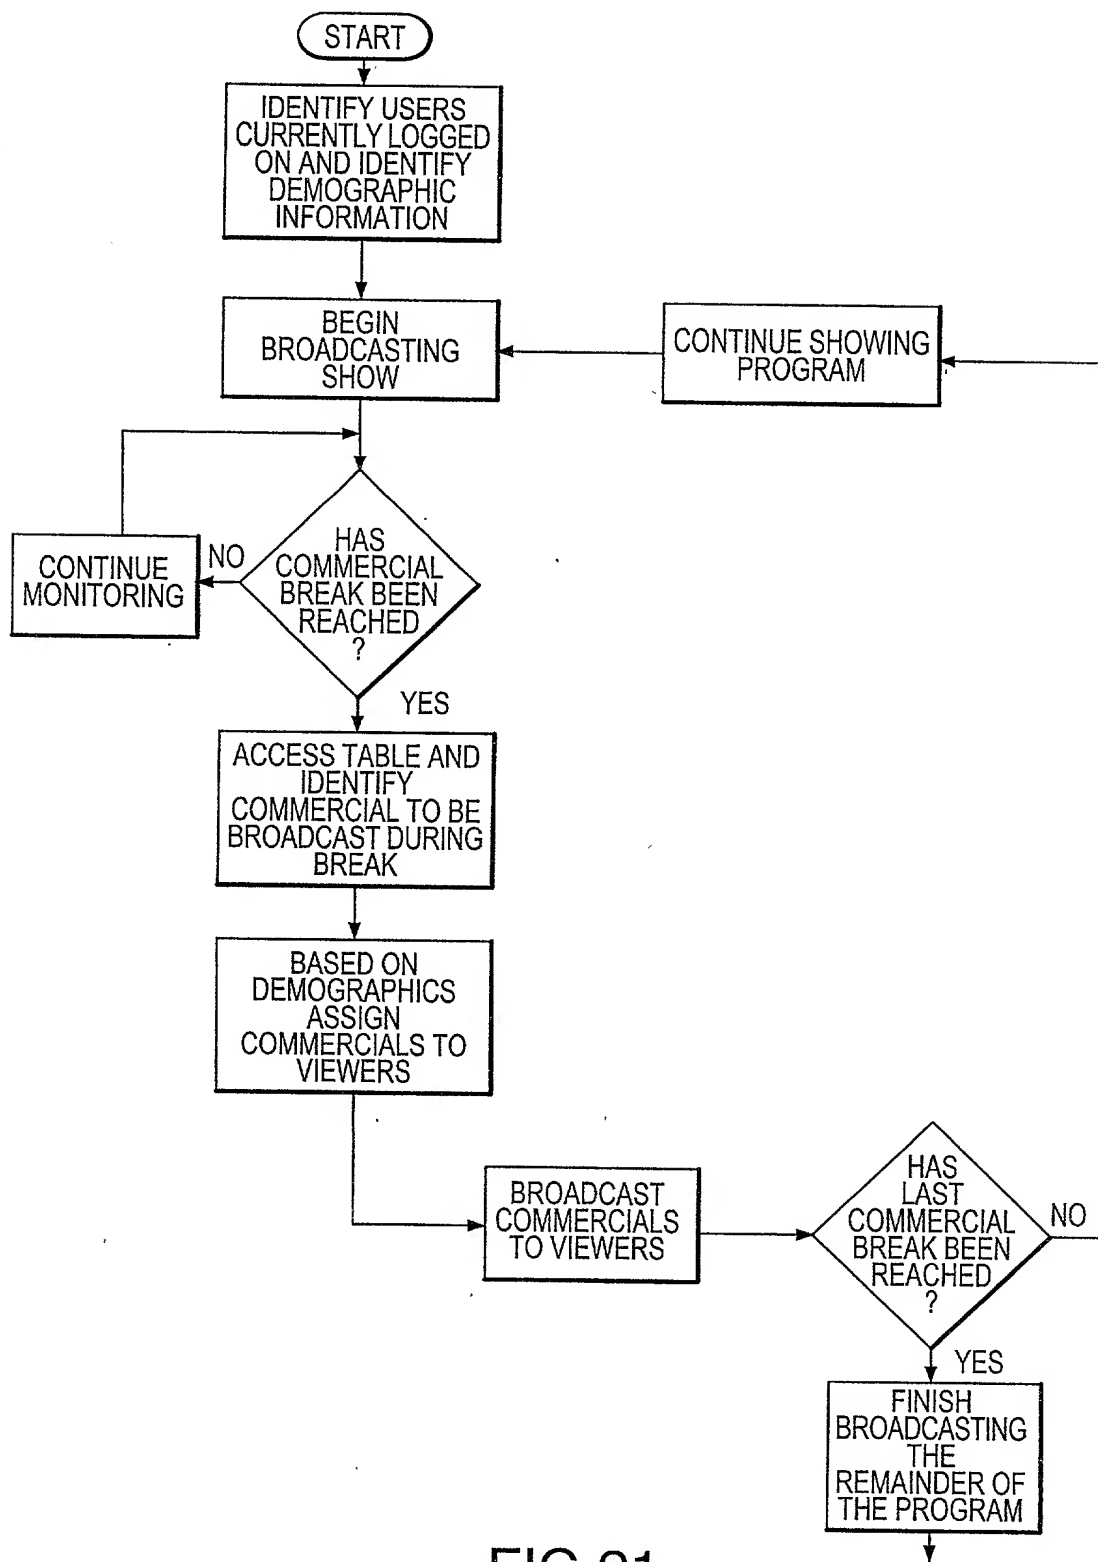 START
IDENTIFY USERS
CURRENTLY LOGGED
ON AND IDENTIFY
DEMOGRAPHIC
INFORMATION
BEGIN
BROADCASTING
SHOW
CONTINUE SHOWING
PROGRAM
HAS
COMMERCIAL
BREAK BEEN
REACHED
?
NO
CONTINUE
MONITORING
YES
ACCESS TABLE AND
IDENTIFY
COMMERCIAL TO BE
BROADCAST DURING
BREAK
BASED ON
DEMOGRAPHICS
ASSIGN
COMMERCIALS TO
VIEWERS
BROADCAST
COMMERCIALS
TO VIEWERS
HAS
LAST
COMMERCIAL
BREAK BEEN
REACHED
?
NO
YES
FINISH
BROADCASTING
THE
REMAINDER OF
THE PROGRAM